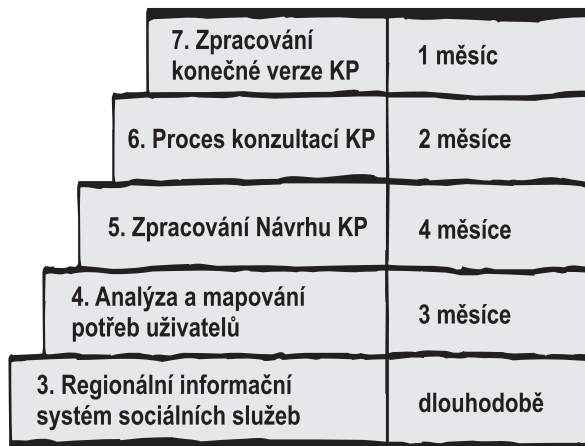 7. Zpracování
konečné verze KP
1 měsíc
6. Proces konzultací KP
2 měsíce
5. Zpracování Návrhu KP
4 měsíce
4. Analýza a mapování
potřeb uživatelů
3 měsíce
3. Regionální informační
systém sociálních služeb
dlouhodobě